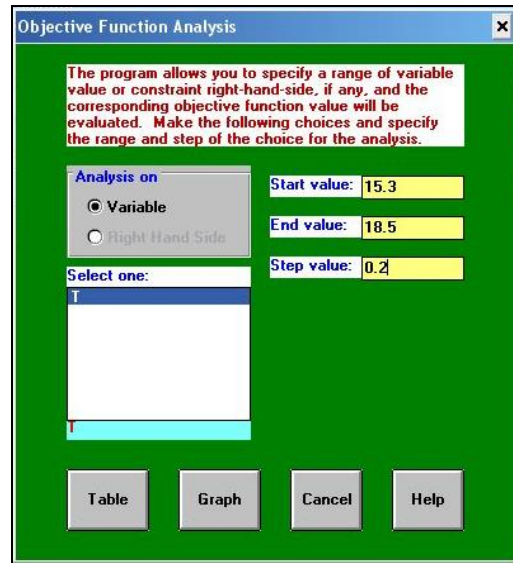 Objective Function Analysis
The program allows you to specify a range of variable
value or constraint right-hand-side, if any, and the
corresponding objective function value will be
evaluated. Make the following choices and specify
the range and step of the choice for the analysis.
Analysis on
Variable
Right Hand Side
Select one:
T
T
Start value: 15.3
End value: 18.5
Step value: 0.2
Table
Graph
Cancel
Help